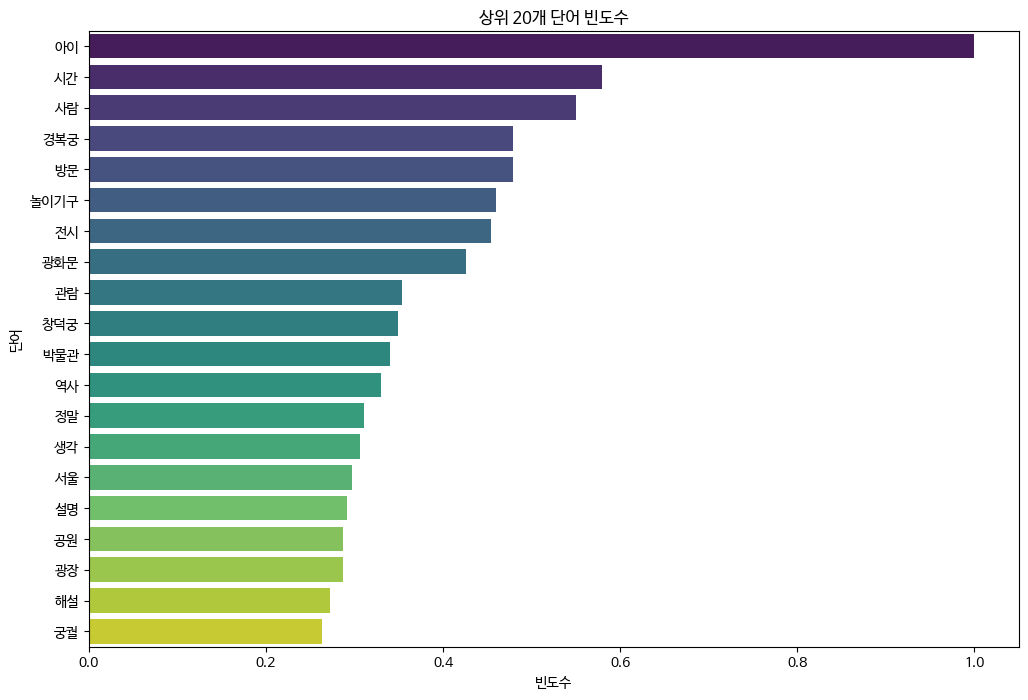 상위 20개 단어 빈도수
아이
시간
사람
경복궁
방문
놀이기구
전시
광화문
관람
창덕궁
박물관
역사
정말
생각
서울
설명
공원
광장
해설
궁궐
단어
0.0 0.2 0.4 0.6 0.8 1.0
빈도수